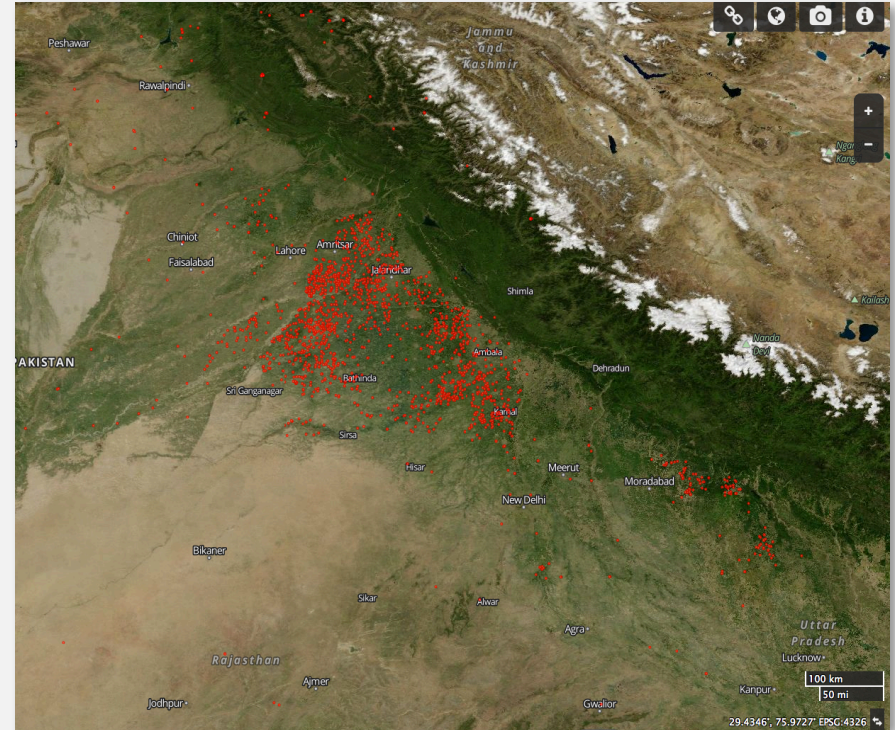 Jammu
and
Kashmir
Peshawar
Rawalpindi
+
-
Chiniot
Lahore
Amritsar
Faisalabad
Jalandhar
Shimla
Kailash
Nanda
Devi
PAKISTAN
Ambala
Dehradun
Bathinda
Sri Ganganagar
Karnal
Sirsa
Hisar
Meerut
Moradabad
New Delhi
Bikaner
Sikar
Alwar
Agra
Uttar
Pradesh
Lucknow
Rajasthan
Ajmer
100 km
50 mi
Jodhpur
Kanpur
Gwalior
29.4346°, 75.9727° EPSG:4326